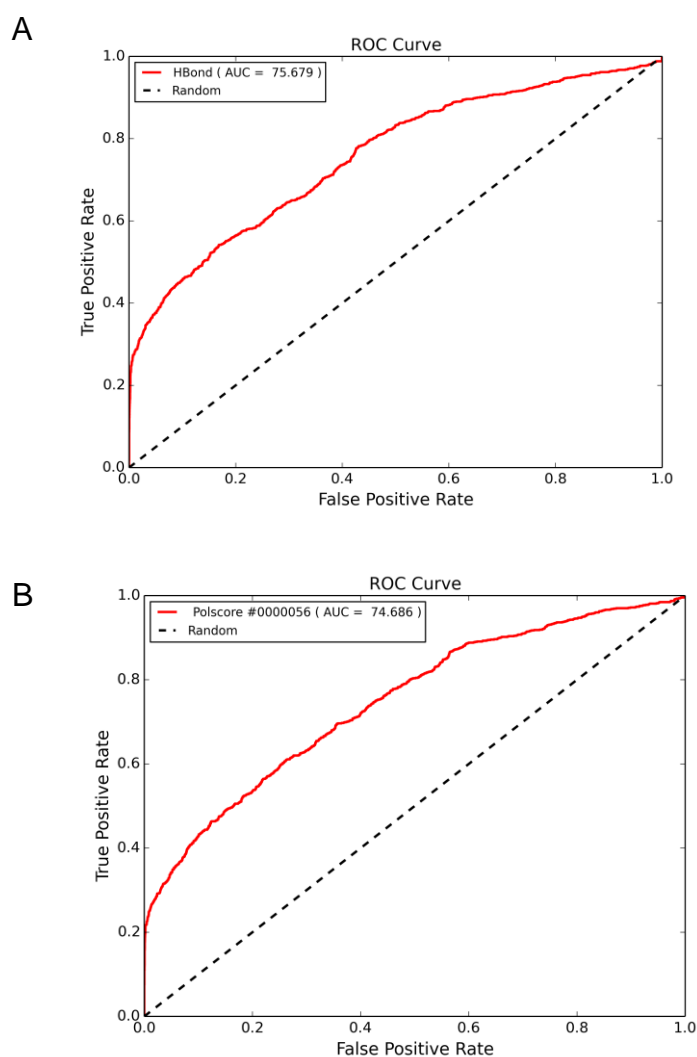 A
ROC Curve
HBond ( AUC = 75.679 )
Random
1.0
0.8
0.6
0.4
0.2
0.0
True Positive Rate
0.0 0.2 0.4 0.6 0.8 1.0
False Positive Rate
B
ROC Curve
Polscore #0000056 ( AUC = 74.686 )
Random
1.0
0.8
0.6
0.4
0.2
0.0
True Positive Rate
0.0 0.2 0.4 0.6 0.8 1.0
False Positive Rate